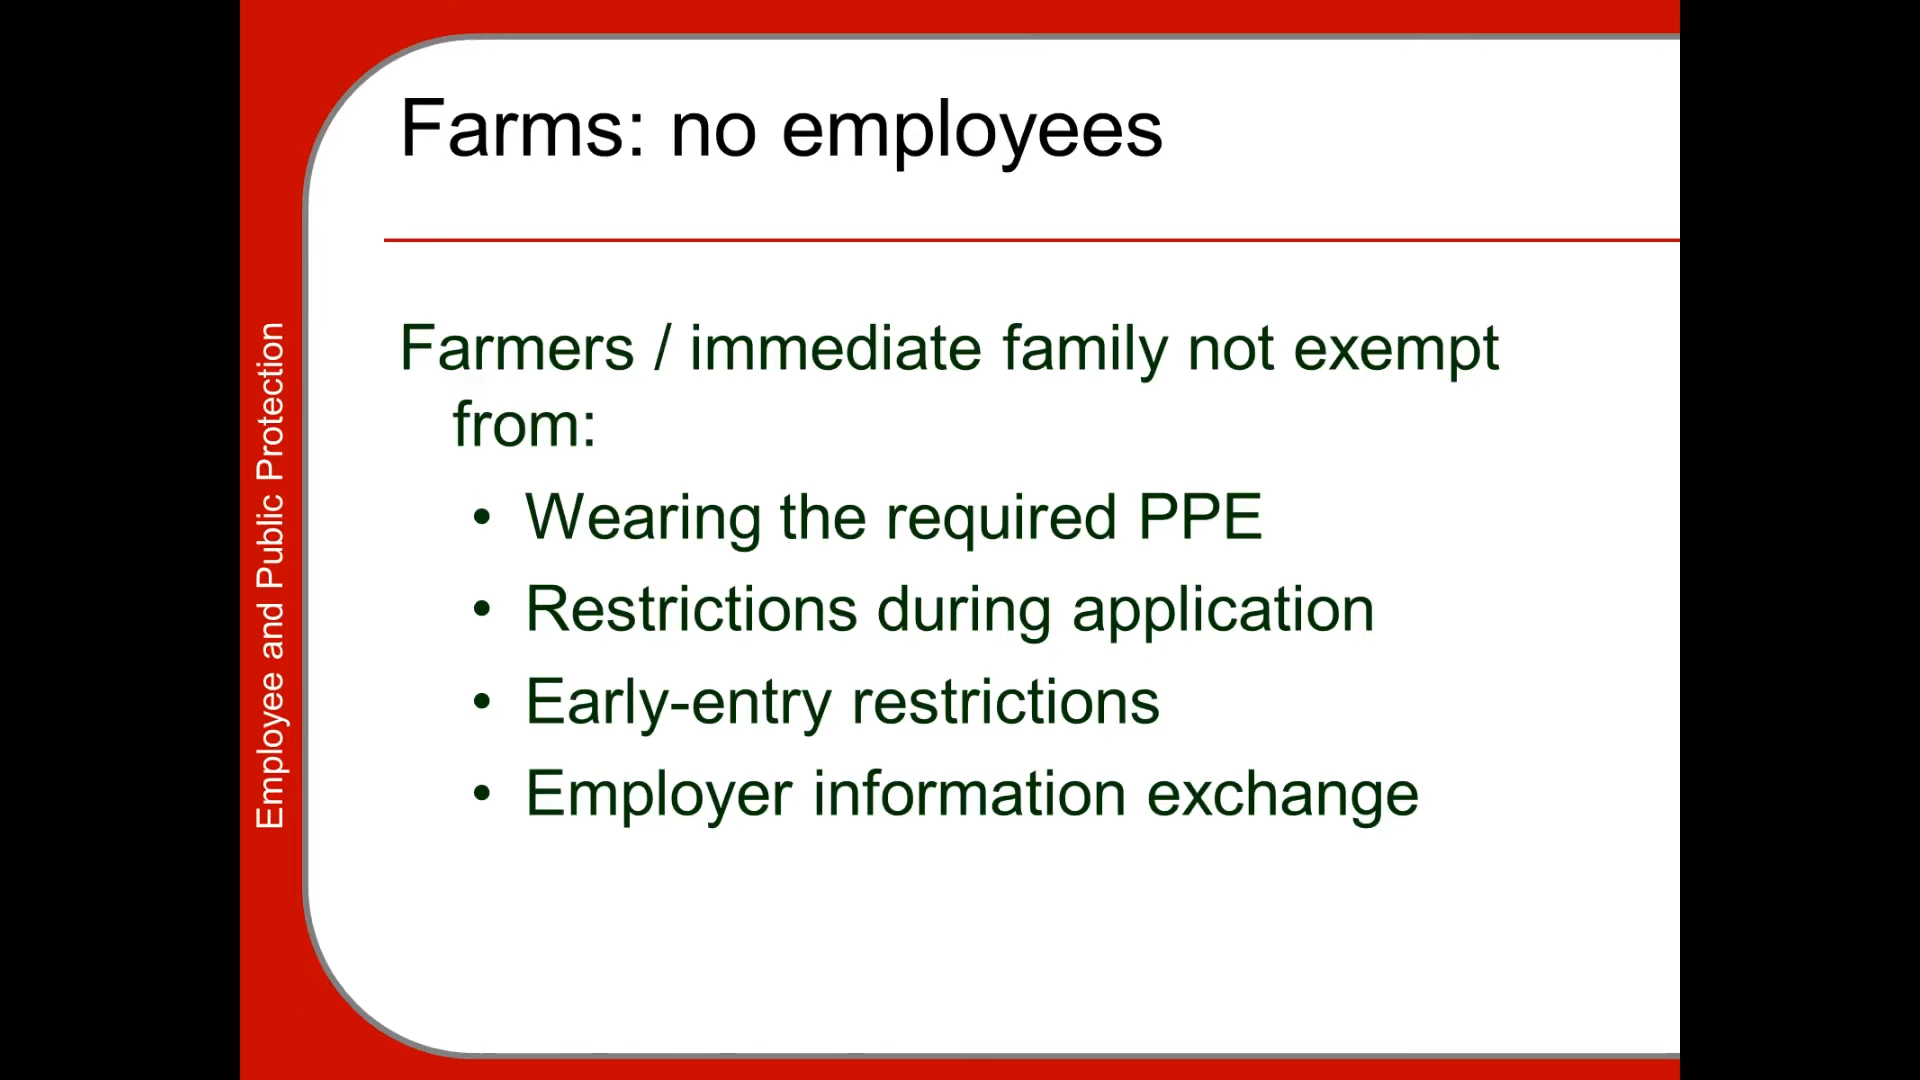 Farms: no employees
Farmers / immediate family not exempt
from:
• Wearing the required PPE
• Restrictions during application
• Early-entry restrictions
• Employer information exchange
Employee and Public Protection